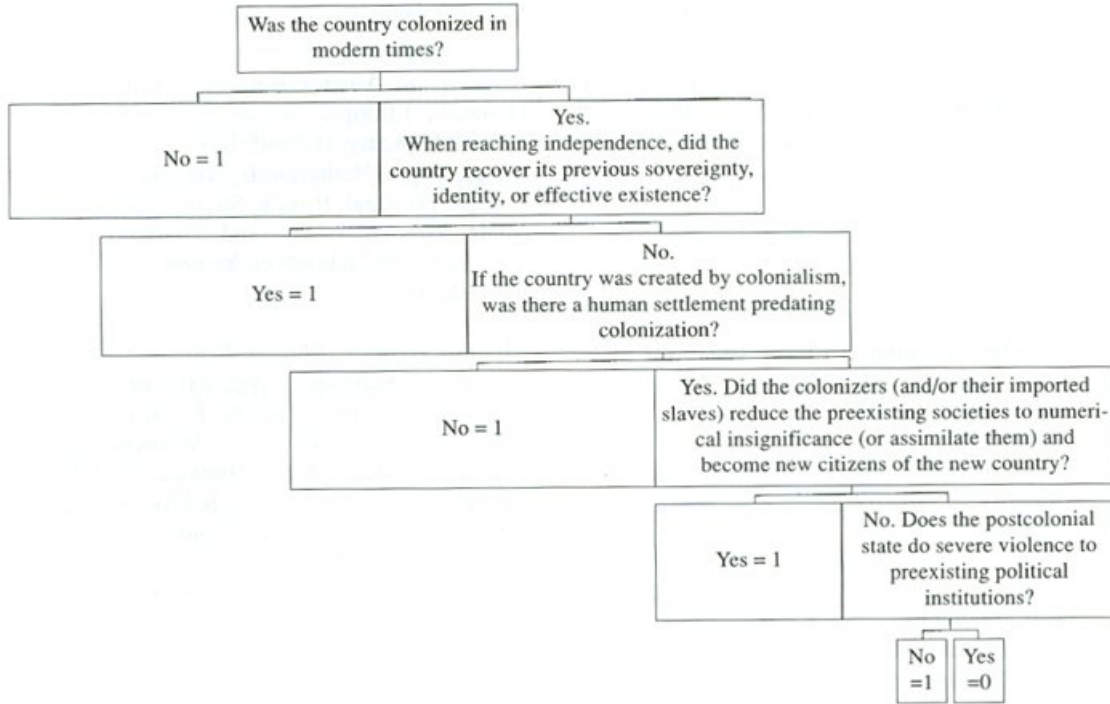 Was the country colonized in
modern times?
No = 1
Yes.
When reaching independence, did the
country recover its previous sovereignty,
identity, or effective existence?
Yes = 1
No.
If the country was created by colonialism,
was there a human settlement predating
colonization?
No = 1
Yes. Did the colonizers (and/or their imported
slaves) reduce the preexisting societies to numeri-
cal insignificance (or assimilate them) and
become new citizens of the new country?
Yes = 1
No. Does the postcolonial
state do severe violence to
preexisting political
institutions?
No
=1
Yes
=0